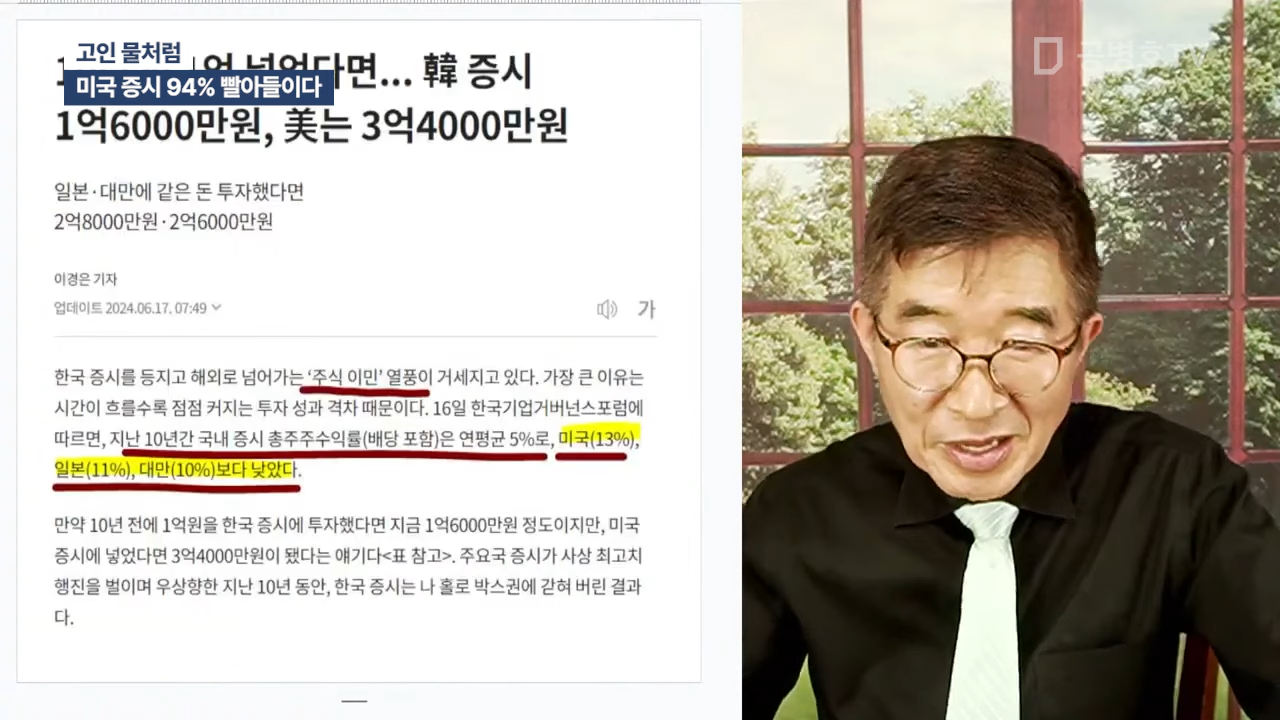 고인 물처럼
미국 증시 94% 빨아들이다
넣었다면... 韓 증시
1억6000만원, 美는 3억4000만원
일본·대만에 같은 돈 투자했다면
2억8000만원·2억6000만원
이경은 기자
업데이트 2024.06.17. 07:49
가
한국 증시를 등지고 해외로 넘어가는 ‘주식 이민’ 열풍이 거세지고 있다. 가장 큰 이유는
시간이 흐를수록 점점 커지는 투자 성과 격차 때문이다. 16일 한국기업거버넌스포럼에
따르면, 지난 10년간 국내 증시 총주주수익률(배당 포함)은 연평균 5%로, 미국(13%),
일본(11%), 대만(10%)보다 낮았다.
만약 10년 전에 1억원을 한국 증시에 투자했다면 지금 1억6000만원 정도이지만, 미국
증시에 넣었다면 3억4000만원이 됐다는 얘기다<표 참고>. 주요국 증시가 사상 최고치
행진을 벌이며 우상향한 지난 10년 동안, 한국 증시는 나 홀로 박스권에 갇혀 버린 결과
다.